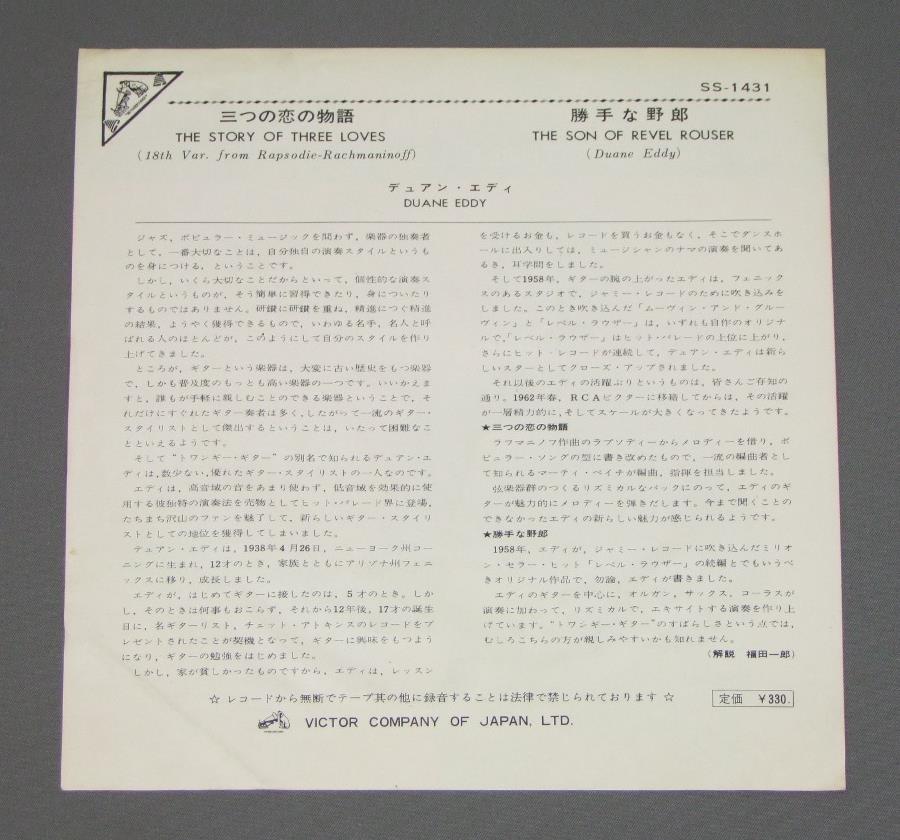 SS-1431
三つの恋の物語
THE STORY OF THREE LOVES
(18th Var. from Rapsodie-Rachmaninoff)
勝手な野郎
THE SON OF REVEL ROUSER
(Duane Eddy)
デュアン・エディ
DUANE EDDY
ジャズ，ポピュラー・ミュージックを問わず，楽器の独奏者
として，一番大切なことは，自分独自の演奏スタイルというも
のを身につける，ということです。
しかし，いくら大切なことだからといって，個性的な演奏ス
タイルというものが，そう簡単に習得できたり，身についたり
するものではありません。研鑽に研鑽を重ね，精進につぐ精進
の結果，ようやく獲得できるもので，いわゆる名手，名人と呼
ばれる人のほとんどが，このようにして自分のスタイルを作り
上げてきました。
ところが，ギターという楽器は，大変に古い歴史をもつ楽器
で，しかも普及度のもっとも高い楽器の一つです。いいかえま
すと，誰もが手軽に親しむことのできる楽器ということで，そ
れだけにすぐれたギター奏者は多く，したがって一流のギター・
スタイリストとして傑出するということは，いたって困難なこ
とといえるようです。
そして“トワンギー・ギター”の別名で知られるデュアン・エデ
ィは，数少ない，優れたギター・スタイリストの一人なのです。
エディは，高音域の音をあまり使わず，低音域を効果的に使
用する彼独特の演奏法を売物としてヒット・パレード界に登場，
たちまち沢山のファンを魅了して，新らしいギター・スタイリ
ストとしての地位を獲得してしまいました。
デュアン・エディは，1938年4月26日，ニューヨーク州コー
ニングに生まれ，12才のとき，家族とともにアリゾナ州フェニ
ックスに移り，成長しました。
エディが，はじめてギターに接したのは，5才のとき。しか
し，そのときは何事もおこらず，それから12年後，17才の誕生
日に，名ギタリスト，チェット・アトキンスのレコードをプ
レゼントされたことが契機となって，ギターに興味をもつよう
になり，ギターの勉強をはじめました。
しかし，家が貧しかったものですから，エディは，レッスン
を受けるお金も，レコードを買うお金もなく，そこでダンスホ
ールに出入りしては，ミュージシャンのナマの演奏を聞いてあ
るき，耳学問をしました。
そして1958年，ギターの腕の上がったエディは，フェニック
スのあるスタジオで，ジャミー・レコードのために吹き込みを
しました。このとき吹き込んだ「ムーヴィン・アンド・グルー
ヴィン」と「レベル・ラウザー」は，いずれも自作のオリジナ
ルで，「レベル・ラウザー」はヒット・パレードの上位に上がり，
さらにヒット・レコードが連続して，デュアン・エディは新ら
しいスターとしてクローズ・アップされました。
それ以後のエディの活躍ぶりというものは，皆さんご存知の
通り。1962年春，RCAビクターに移籍してからは，その活躍
が一層精力的に，そしてスケールが大きくなってきたようです。
★三つの恋の物語
ラフマニノフ作曲のラプソディーからメロディーを借り，ポ
ピュラー・ソングの型に書き改めたもので，一流の編曲者とし
て知られるマーティ・ペイチが編曲，指揮を担当しました。
弦楽器群のつくるリズミカルなバックにのって，エディのギ
ターが魅力的にメロディーを弾きだします。今まで聞くことの
できなかったエディの新らしい魅力が感じられるようです。
★勝手な野郎
1958年，エディが，ジャミー・レコードに吹き込んだミリオ
ン・セラー・ヒット「レベル・ラウザー」の続編とでもいうべ
きオリジナル作品で，勿論，エディが書きました。
エディのギターを中心に，オルガン，サックス，コーラスが
演奏に加わって，リズミカルで，エキサイトする演奏を作り上
げています。“トワンギー・ギター”のすばらしさという点では，
むしろこちらの方が親しみやすいかも知れません。
(解説　福田一郎)
☆ レコードから無断でテープ其の他に録音することは法律で禁じられております ☆
定価 ￥330.
VICTOR COMPANY OF JAPAN, LTD.